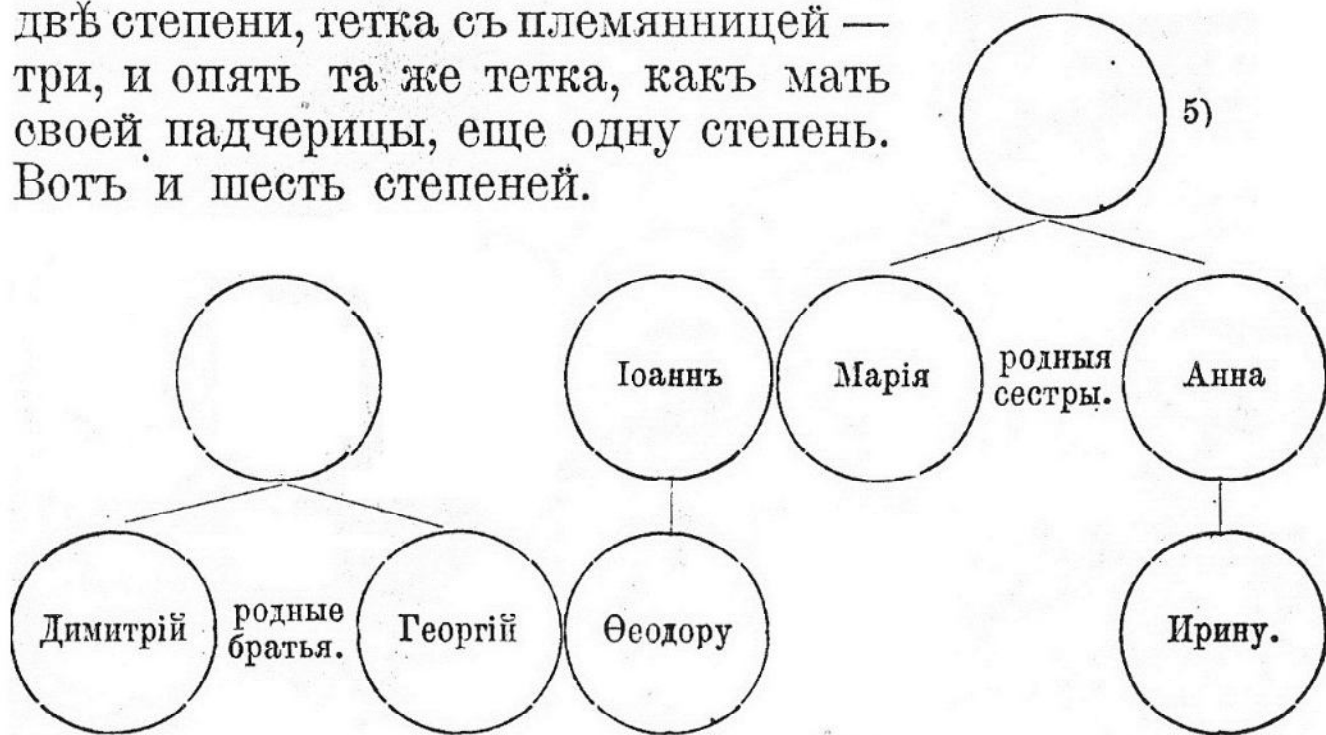 двѣ степени, тетка съ племянницей —
три, и опять та же тетка, какъ мать
своей падчерицы, еще одну степень.
Вотъ и шесть степеней.
5)
Іоаннъ
Марія
родныя
сестры.
Анна
Димитрій
родные
братья.
Георгій
Ѳеодору
Ирину.